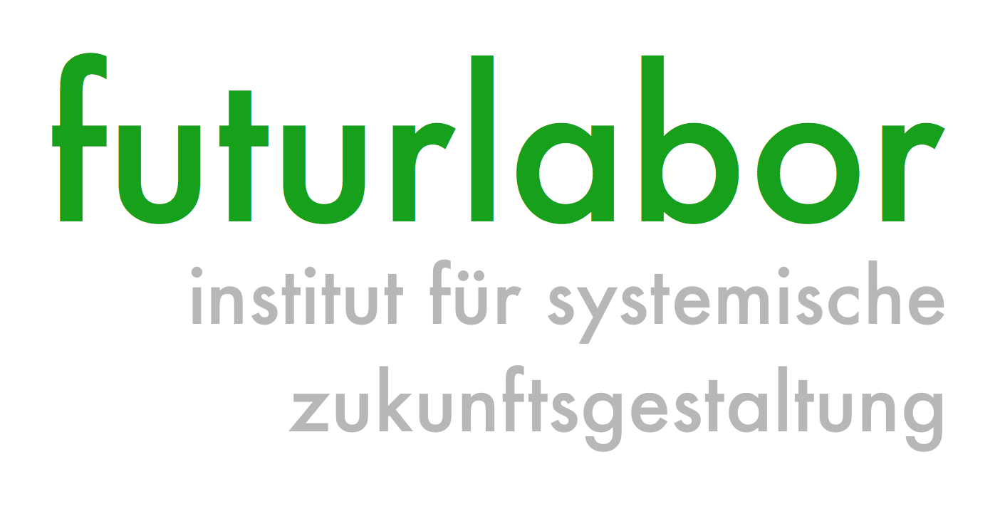 futurlabor
institut für systemische
zukunftsgestaltung